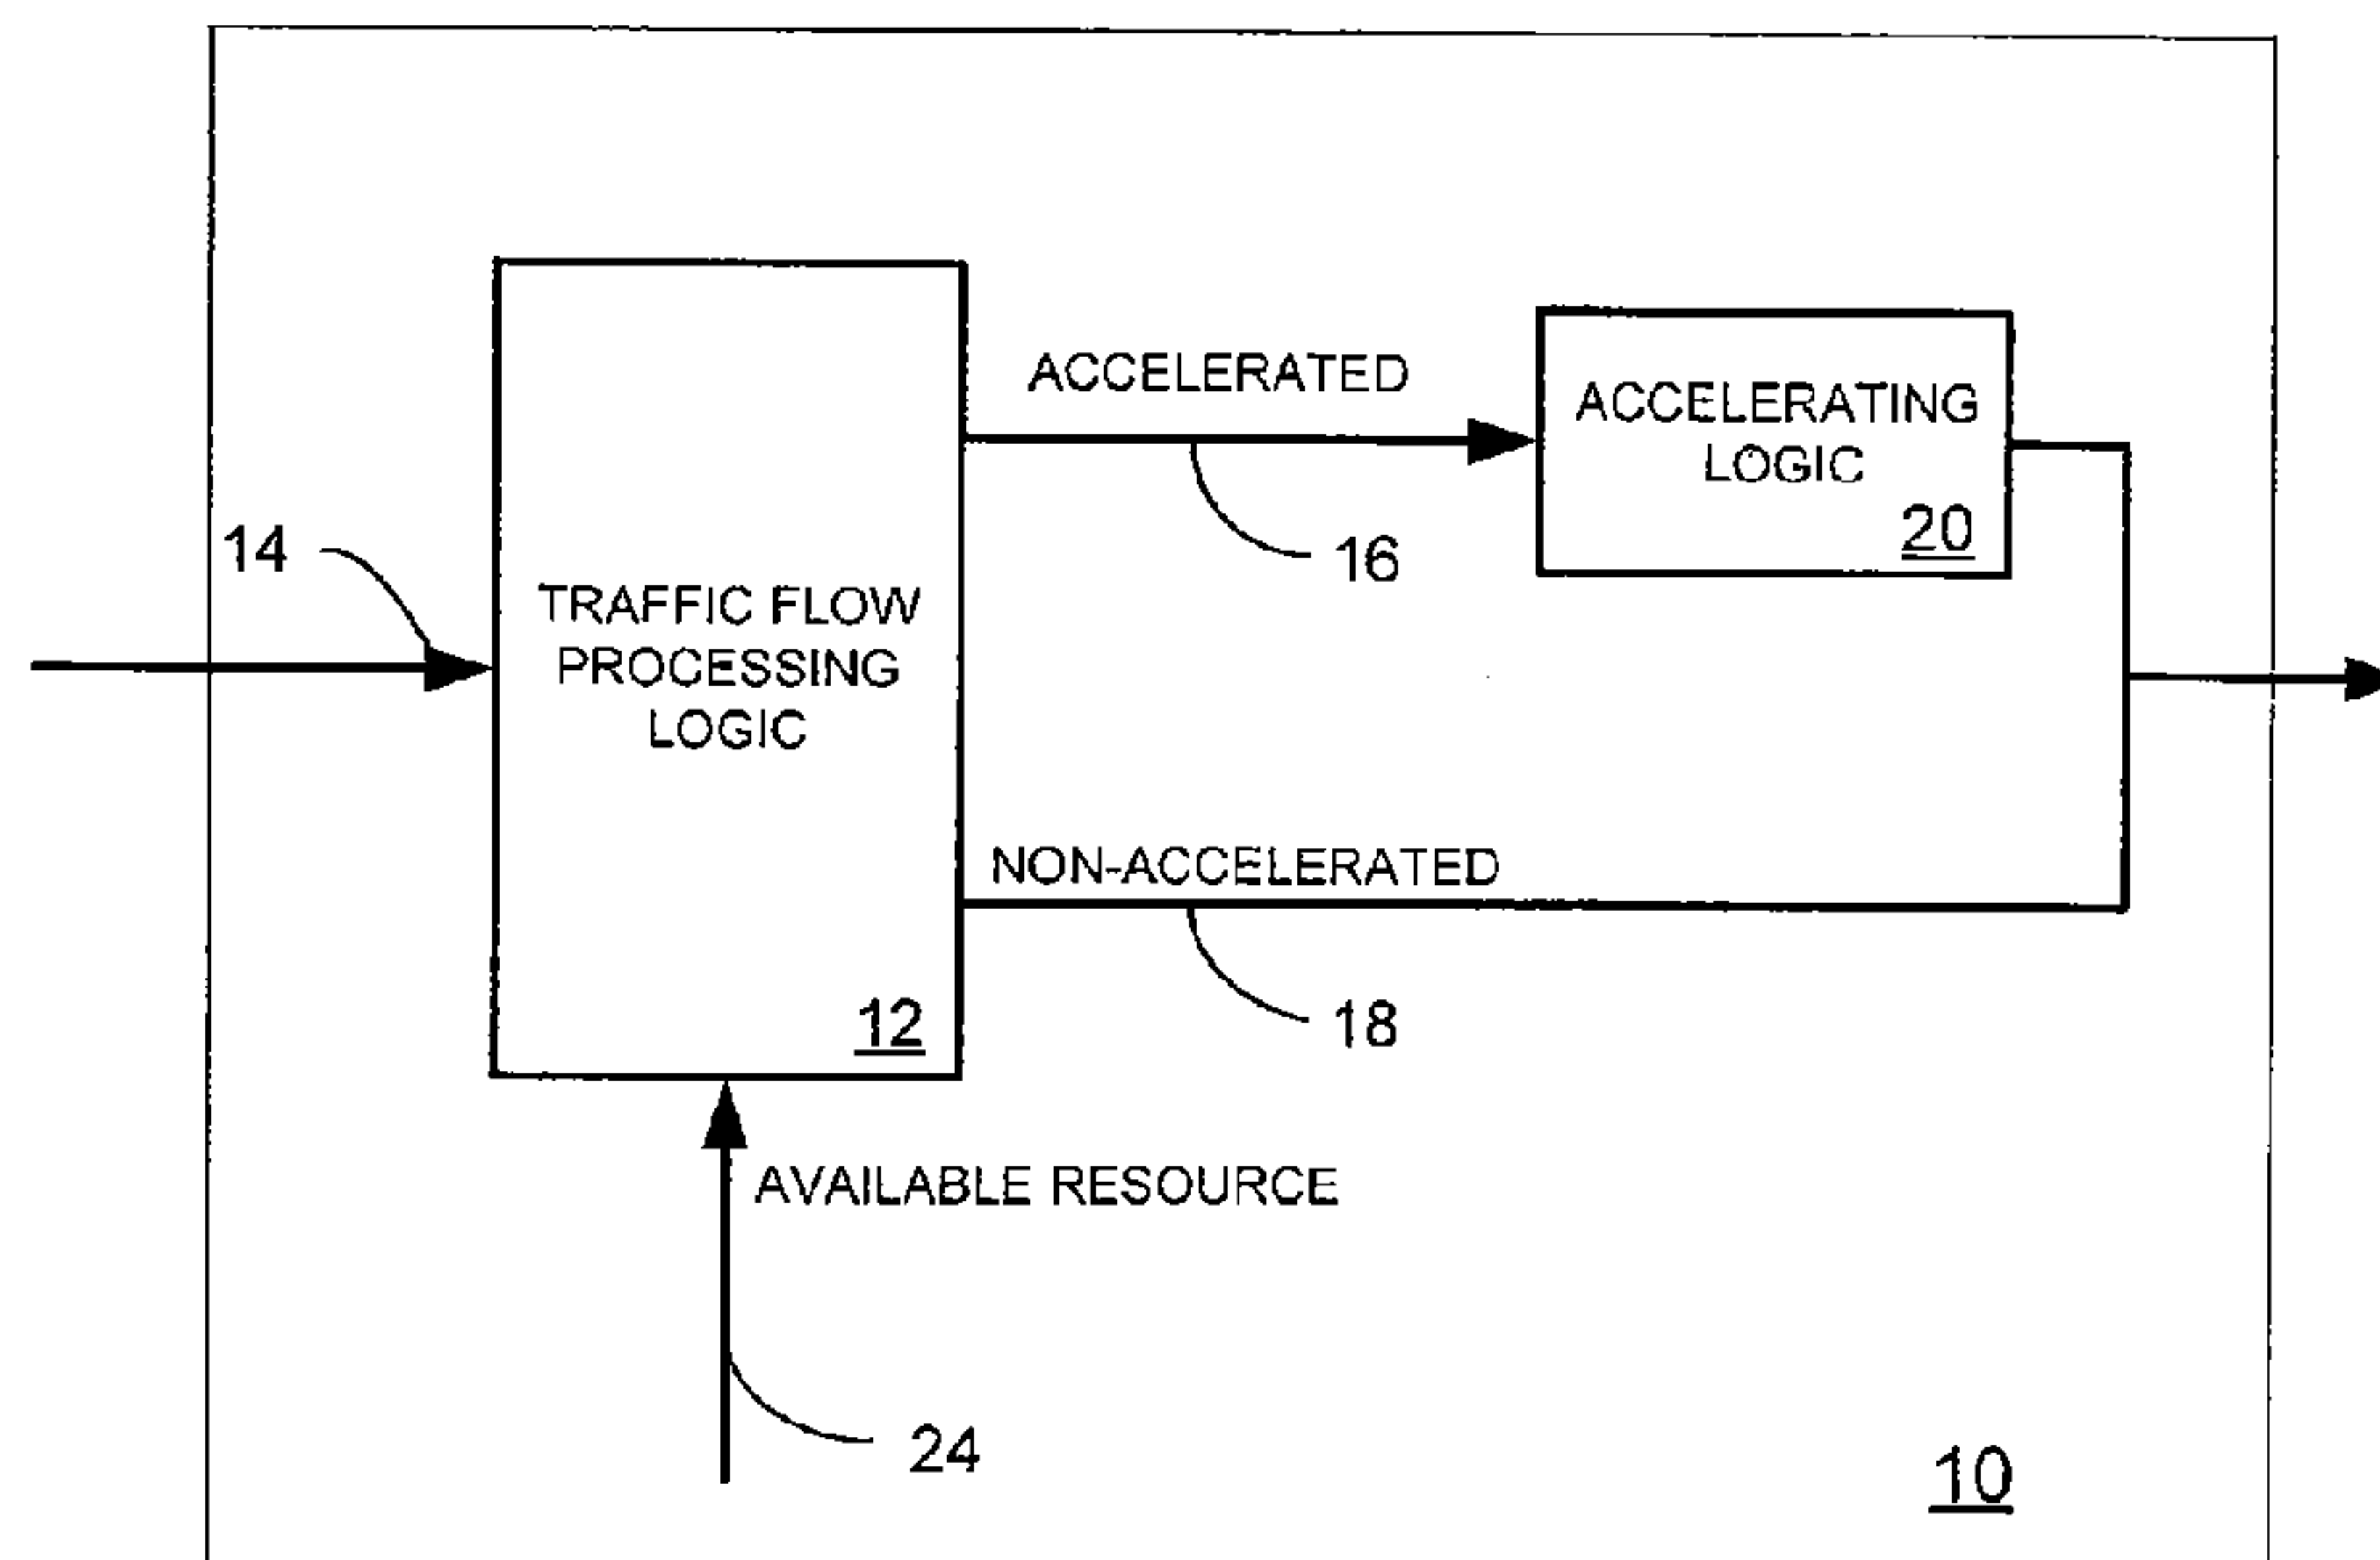 ACCELERATED
ACCELERATING
LOGIC
20
14
16
TRAFFIC FLOW
PROCESSING
LOGIC
12
NON-ACCELERATED
18
AVAILABLE RESOURCE
24
10